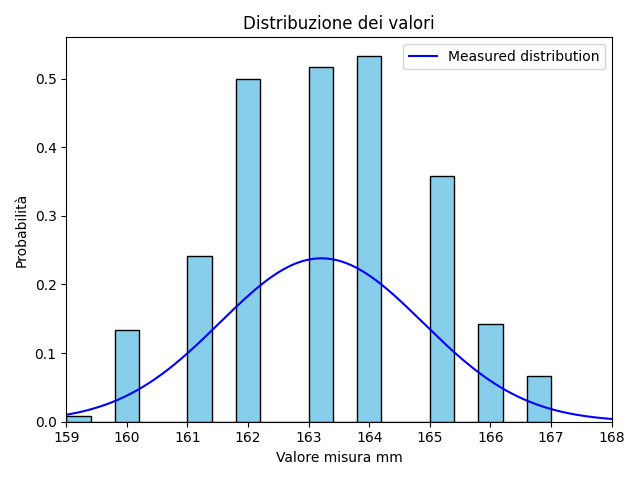 Distribuzione dei valori
Measured distribution
Probabilità
0.5
0.4
0.3
0.2
0.1
0.0
159 160 161 162 163 164 165 166 167 168
Valore misura mm